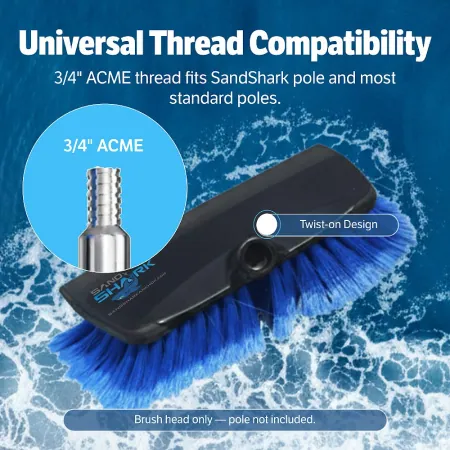 Universal Thread Compatibility
3/4" ACME thread fits SandShark pole and most
standard poles.
3/4" ACME
Twist-on Design
SHARK
Brush head only — pole not included.